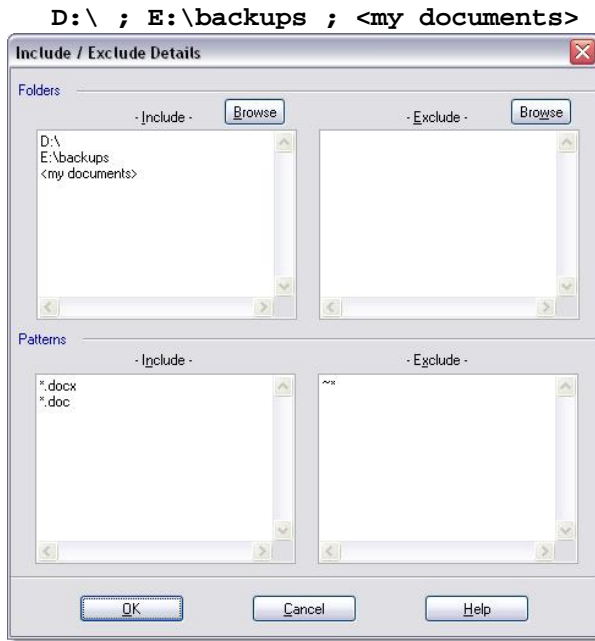 D:\ ; E:\backups ; <my documents>
Include / Exclude Details
Folders
- Include - Browse - Exclude - Browse
D:\
E:\backups
<my documents>
Patterns
- Include - - Exclude -
*.docx ~*
*.doc
OK Cancel Help